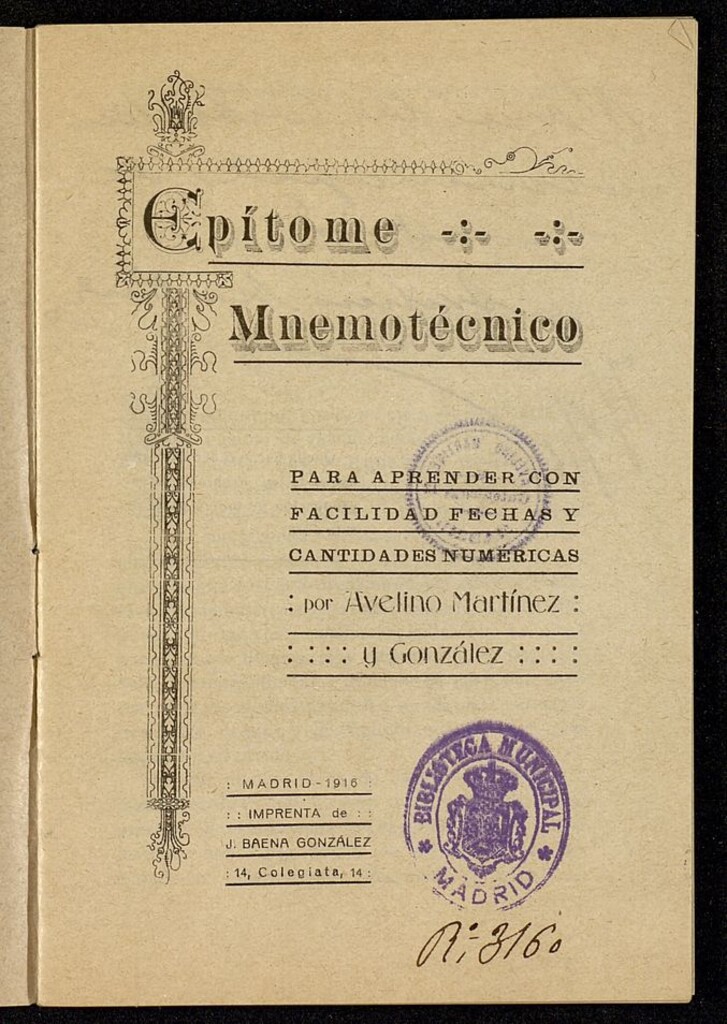 Epítome -:- -:-
Mnemotécnico
PARA APRENDER CON
FACILIDAD FECHAS Y
CANTIDADES NUMÉRICAS
: por Avelino Martínez :
: : : : y González : : : :
: MADRID-1916 :
: : IMPRENTA de : :
J. BAENA GONZÁLEZ
: 14, Colegiata, 14 :
BIBLIOTECA MUNICIPAL
* MADRID *
R.: 3160